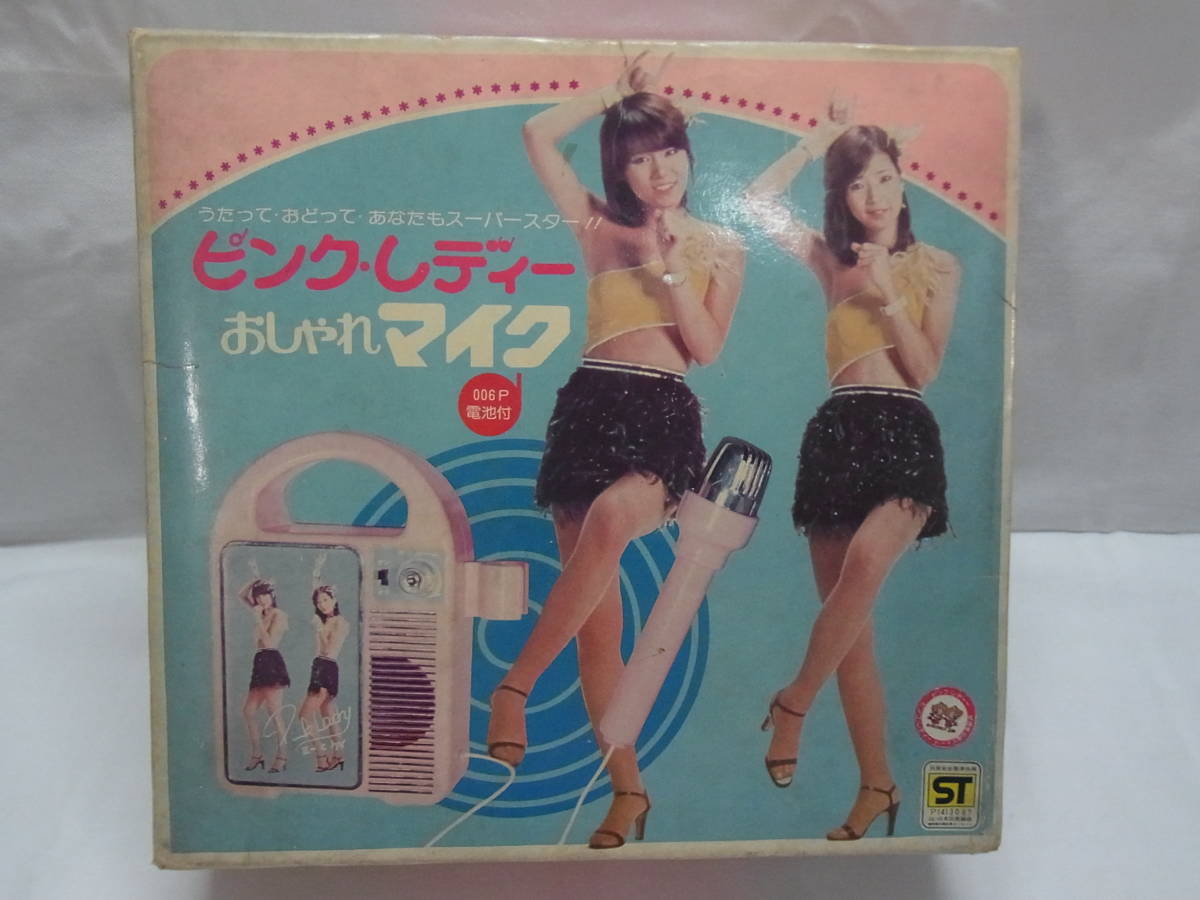 うたって・おどって・あなたもスーパースター!!
ピンク・レディー
おしゃれマイク
006P
電池付
Pink Lady
ST